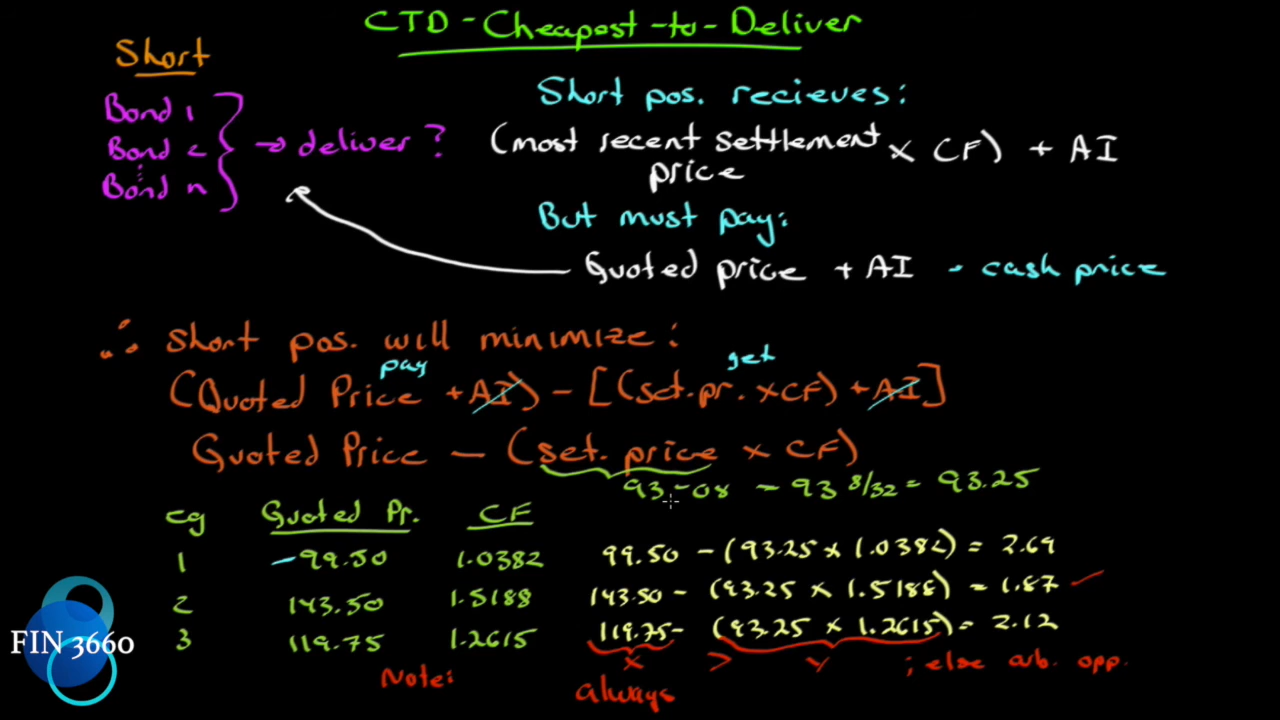 CTD - Cheapest-to-Deliver
Short
Bond 1
Bond 2
Bond n
→ deliver ?
Short pos. recieves:
(most recent settlement price × CF) + AI
But must pay:
Quoted price + AI - cash price
∴ short pos. will minimize:
pay get
(Quoted Price + AI) - [(set.pr. × CF) + AI]
Quoted Price - (set. price × CF)
93-08 - 93 8/32 = 93.25
eg Quoted Pr. CF
1 -99.50 1.0382 99.50 - (93.25 × 1.0382) = 2.69
2 143.50 1.5188 143.50 - (93.25 × 1.5188) = 1.87 ✓
3 119.75 1.2615 119.75 - (93.25 × 1.2615) = 2.12
x > y ; else arb. opp.
Note: always
FIN 3660